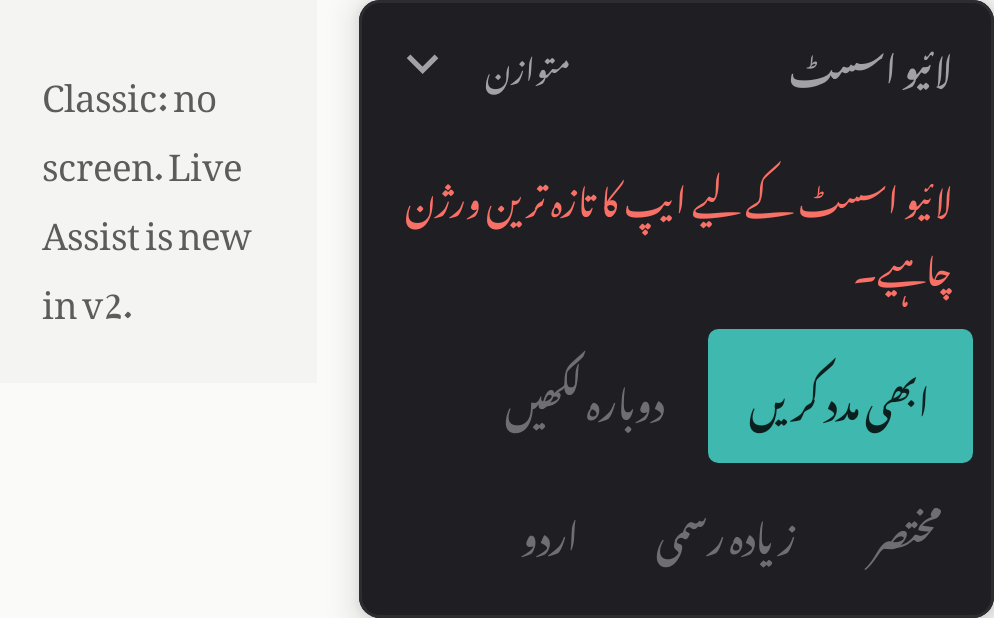 Classic: no
screen. Live
Assist is new
in v2.
لائیو اسسٹ
متوازن
لائیو اسسٹ کے لیے ایپ کا تازہ ترین ورژن
چاہیے۔
ابھی مدد کریں
دوبارہ لکھیں
مختصر
زیادہ رسمی
اردو